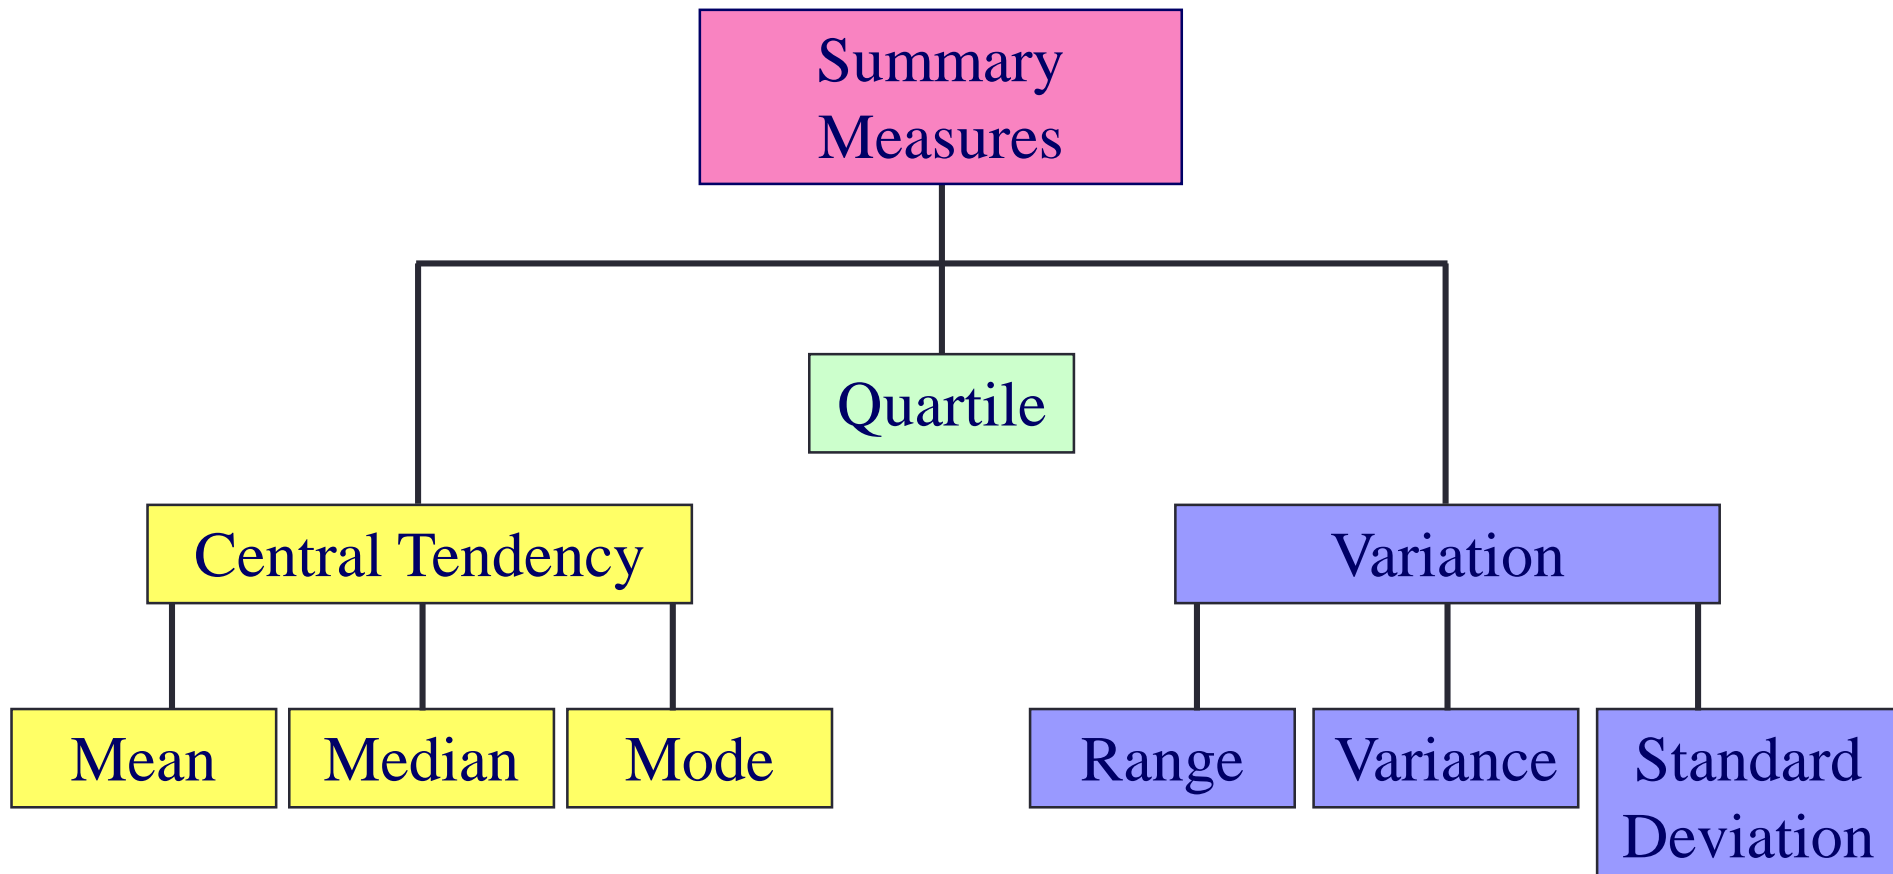 Summary
Measures
Quartile
Central Tendency
Variation
Mean
Median
Mode
Range
Variance
Standard
Deviation